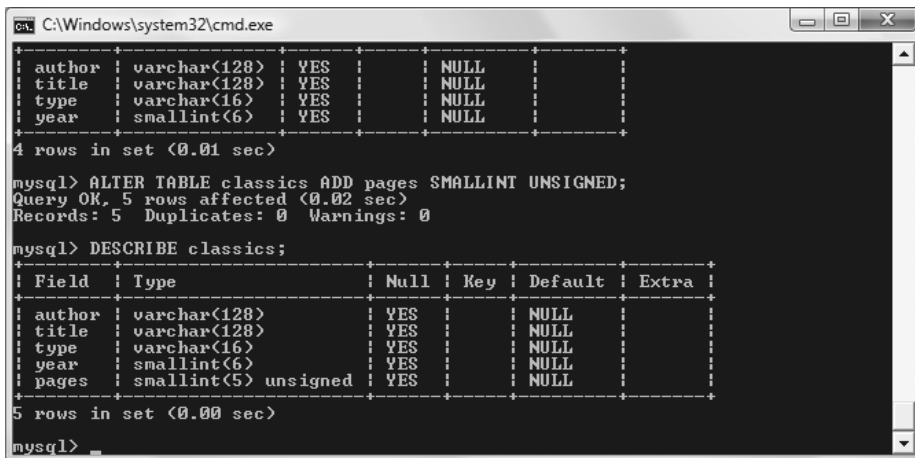 C:\Windows\system32\cmd.exe
+---------+--------------+------+-----+---------+-------+
| author | varchar(128) | YES | | NULL | |
| title | varchar(128) | YES | | NULL | |
| type | varchar(16) | YES | | NULL | |
| year | smallint(6) | YES | | NULL | |
+---------+--------------+------+-----+---------+-------+
4 rows in set (0.01 sec)
mysql> ALTER TABLE classics ADD pages SMALLINT UNSIGNED;
Query OK, 5 rows affected (0.02 sec)
Records: 5 Duplicates: 0 Warnings: 0
mysql> DESCRIBE classics;
+--------+----------------------+------+-----+---------+-------+
| Field | Type | Null | Key | Default | Extra |
+--------+----------------------+------+-----+---------+-------+
| author | varchar(128) | YES | | NULL | |
| title | varchar(128) | YES | | NULL | |
| type | varchar(16) | YES | | NULL | |
| year | smallint(6) | YES | | NULL | |
| pages | smallint(5) unsigned | YES | | NULL | |
+--------+----------------------+------+-----+---------+-------+
5 rows in set (0.00 sec)
mysql> _